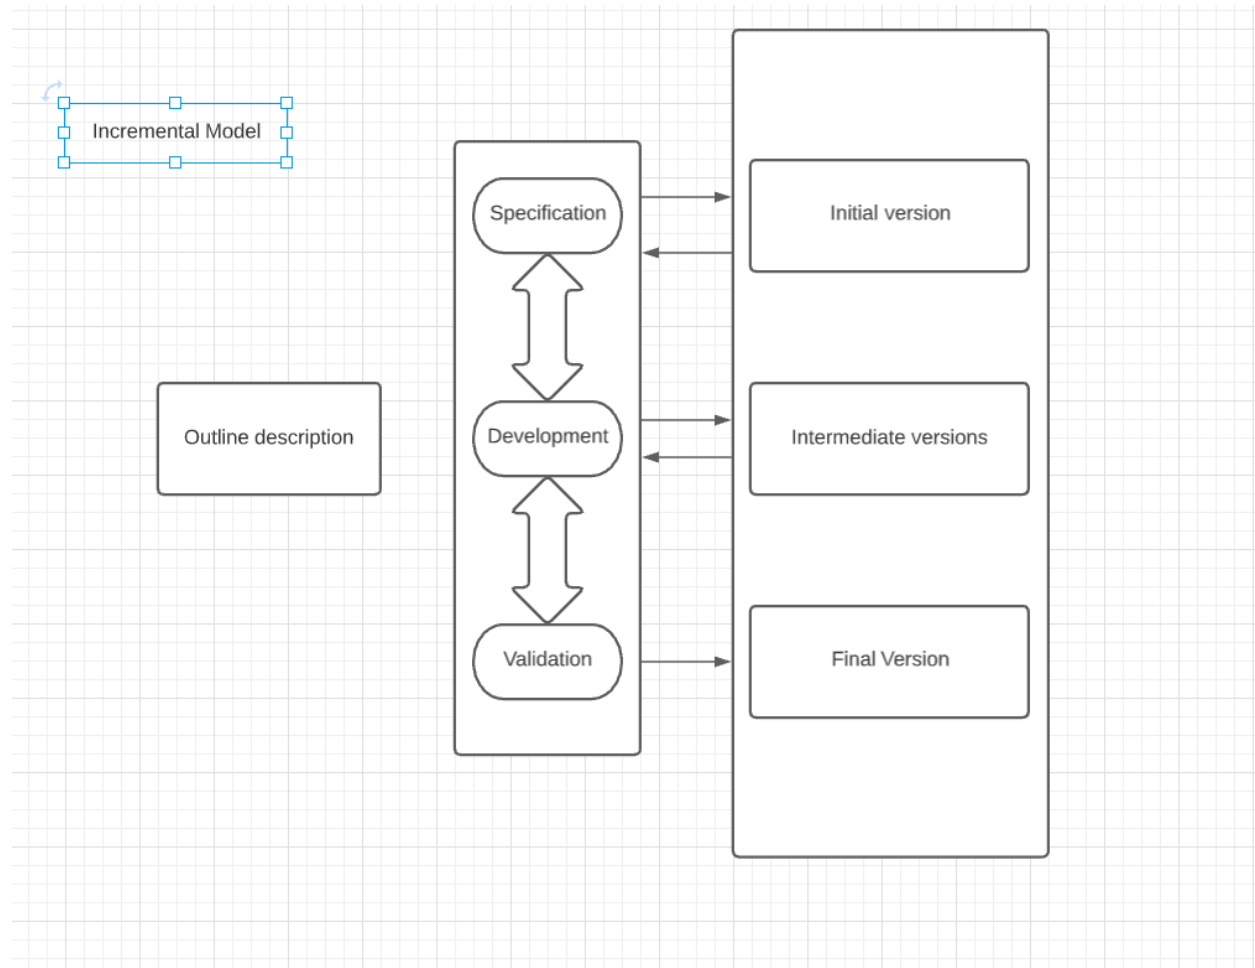 Incremental Model
Specification
Initial version
Outline description
Development
Intermediate versions
Validation
Final Version